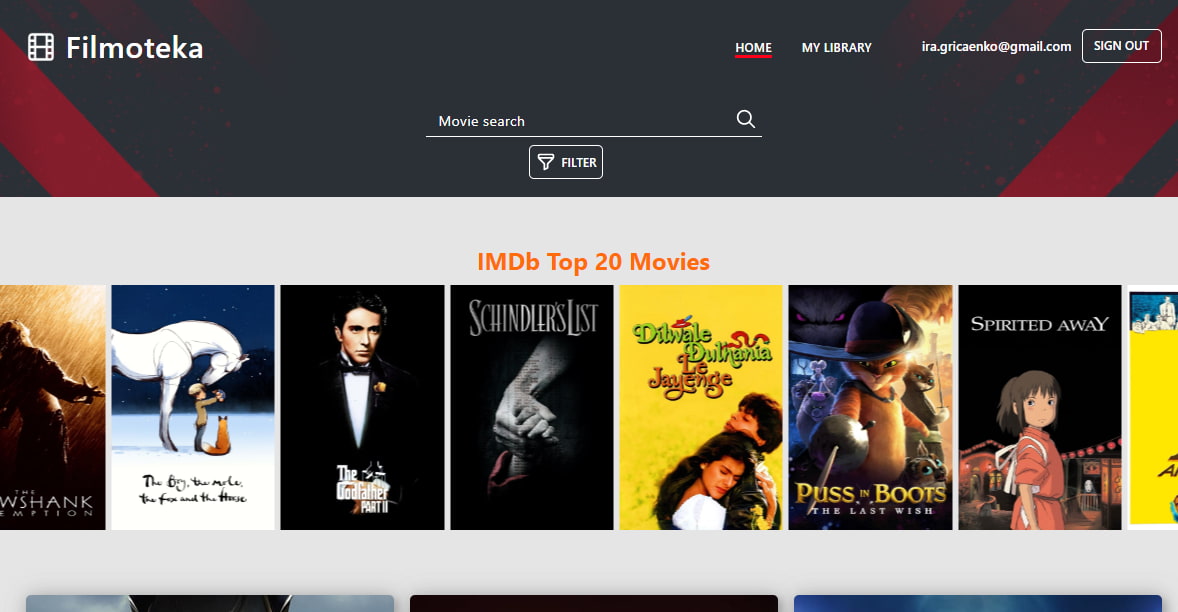 Filmoteka
HOME
MY LIBRARY
ira.gricaenko@gmail.com
SIGN OUT
Movie search
FILTER
IMDb Top 20 Movies
THE
WSHANK
EMPTION
The Boy, the mole,
the fox and the Horse
The
Godfather
PART II
SCHINDLER'S LIST
Dilwale
Dulhania
Le
Jayenge
PUSS IN BOOTS
THE LAST WISH
SPIRITED AWAY